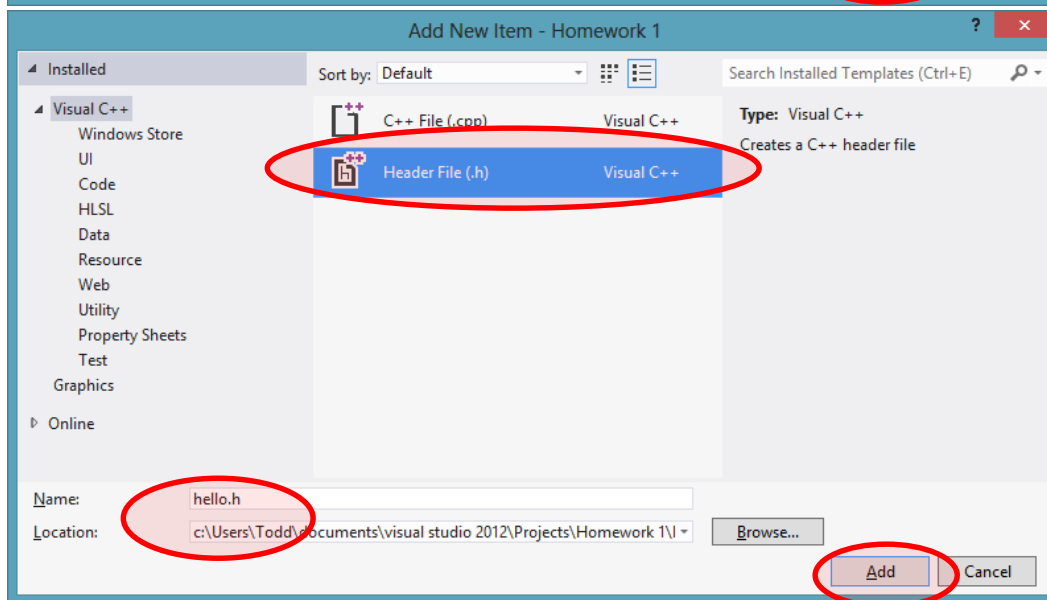 Add New Item - Homework 1
? ×
Installed
Sort by: Default
Search Installed Templates (Ctrl+E)
Visual C++
Windows Store
UI
Code
HLSL
Data
Resource
Web
Utility
Property Sheets
Test
Graphics
Online
C++ File (.cpp) Visual C++
Header File (.h) Visual C++
Type: Visual C++
Creates a C++ header file
Name: hello.h
Location: c:\Users\Todd\documents\visual studio 2012\Projects\Homework 1\
Browse...
Add Cancel